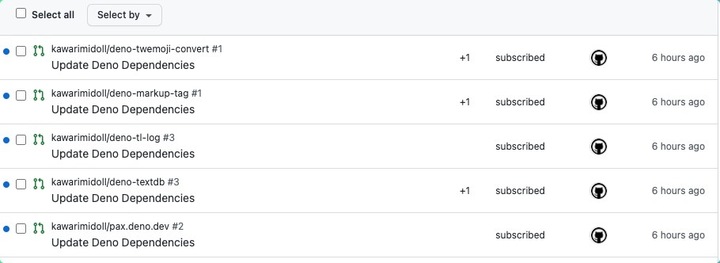 Select all Select by
kawarimidoll/deno-twemoji-convert #1
Update Deno Dependencies +1 subscribed 6 hours ago
kawarimidoll/deno-markup-tag #1
Update Deno Dependencies +1 subscribed 6 hours ago
kawarimidoll/deno-tl-log #3
Update Deno Dependencies subscribed 6 hours ago
kawarimidoll/deno-textdb #3
Update Deno Dependencies +1 subscribed 6 hours ago
kawarimidoll/pax.deno.dev #2
Update Deno Dependencies subscribed 6 hours ago